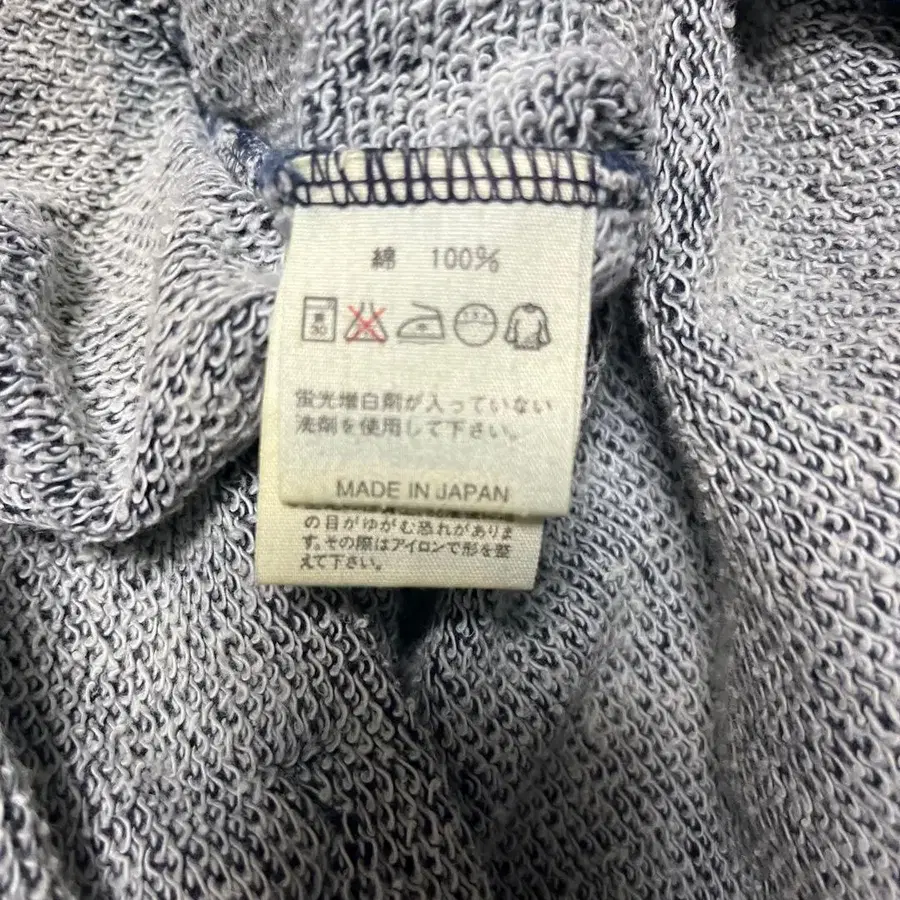 綿 100%
蛍光増白剤が入っていない
洗剤を使用して下さい。
MADE IN JAPAN
の目がゆがむ恐れがありま
す。その際はアイロンで形を整
えて下さい。